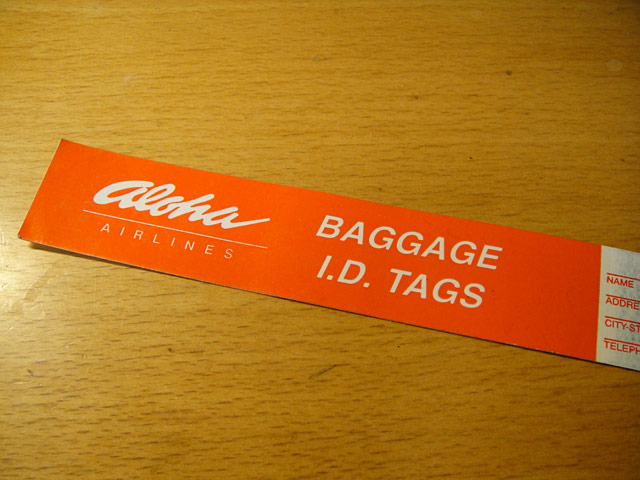 aloha
AIRLINES
BAGGAGE
I.D. TAGS
NAME